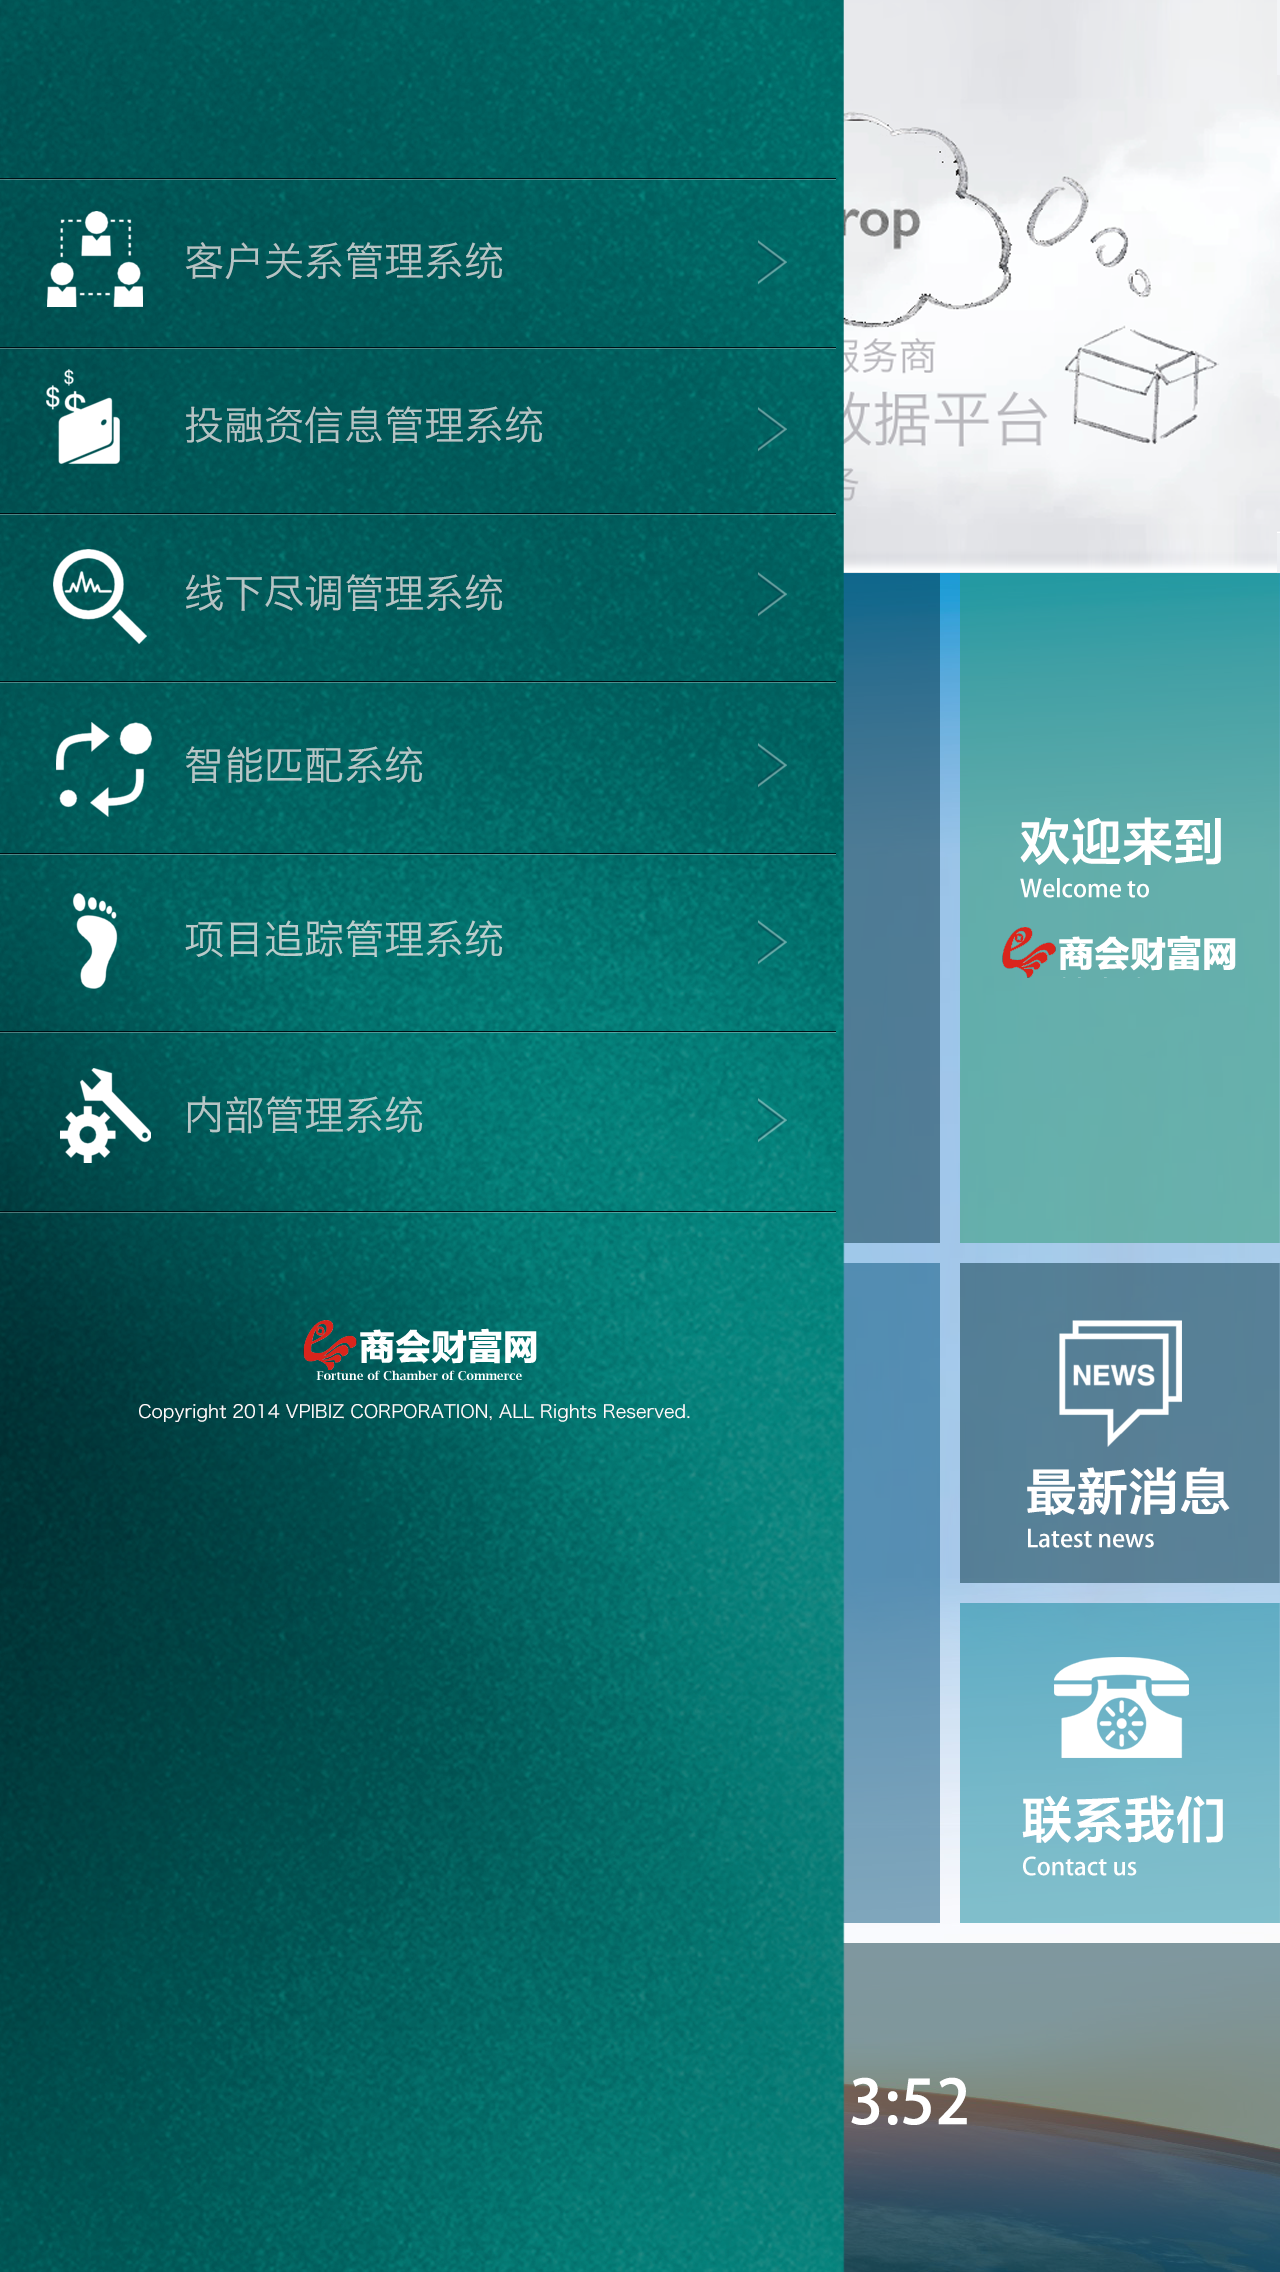 客户关系管理系统
投融资信息管理系统
线下尽调管理系统
智能匹配系统
项目追踪管理系统
内部管理系统
商会财富网
Fortune of Chamber of Commerce
Copyright 2014 VPIBIZ CORPORATION, ALL Rights Reserved.
rop
服务商
数据平台
务
欢迎来到
Welcome to
商会财富网
NEWS
最新消息
Latest news
联系我们
Contact us
3:52